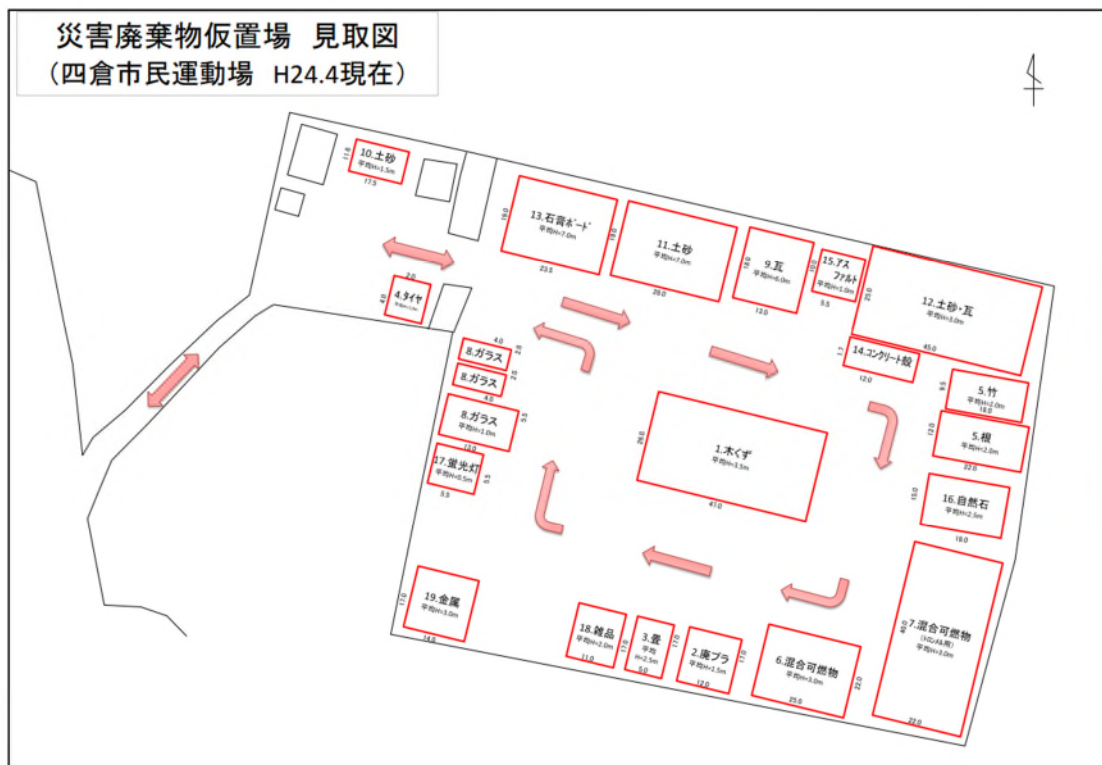 災害廃棄物仮置場 見取図
（四倉市民運動場 H24.4現在）
10.土砂
平均H=1.5m
17.5
13.石膏ボード
平均H=7.0m
19.0
23.5
11.土砂
平均H=7.0m
18.0
28.0
9.瓦
平均H=6.0m
18.0
13.0
15.アス
ファルト
平均H=1.0m
10.0
5.5
12.土砂・瓦
平均H=3.0m
25.0
45.0
2.0
4.タイヤ
4.0
14.コンクリート殻
1.7
12.0
4.0
8.ガラス
2.0
8.ガラス
2.0
4.0
8.ガラス
平均H=1.0m
5.5
13.0
17.蛍光灯
平均H=0.5m
5.5
5.5
1.木くず
平均H=3.5m
26.0
41.0
5.竹
平均H=2.0m
9.5
18.0
5.根
平均H=2.0m
12.0
22.0
16.自然石
平均H=2.5m
15.0
18.0
7.混合可燃物
（トロンメル用）
平均H=3.0m
40.0
22.0
19.金属
平均H=3.0m
17.0
14.0
18.雑品
平均H=2.0m
17.0
11.0
3.畳
平均
H=2.5m
17.0
5.0
2.廃プラ
平均H=1.5m
17.0
12.0
6.混合可燃物
平均H=3.0m
22.0
25.0